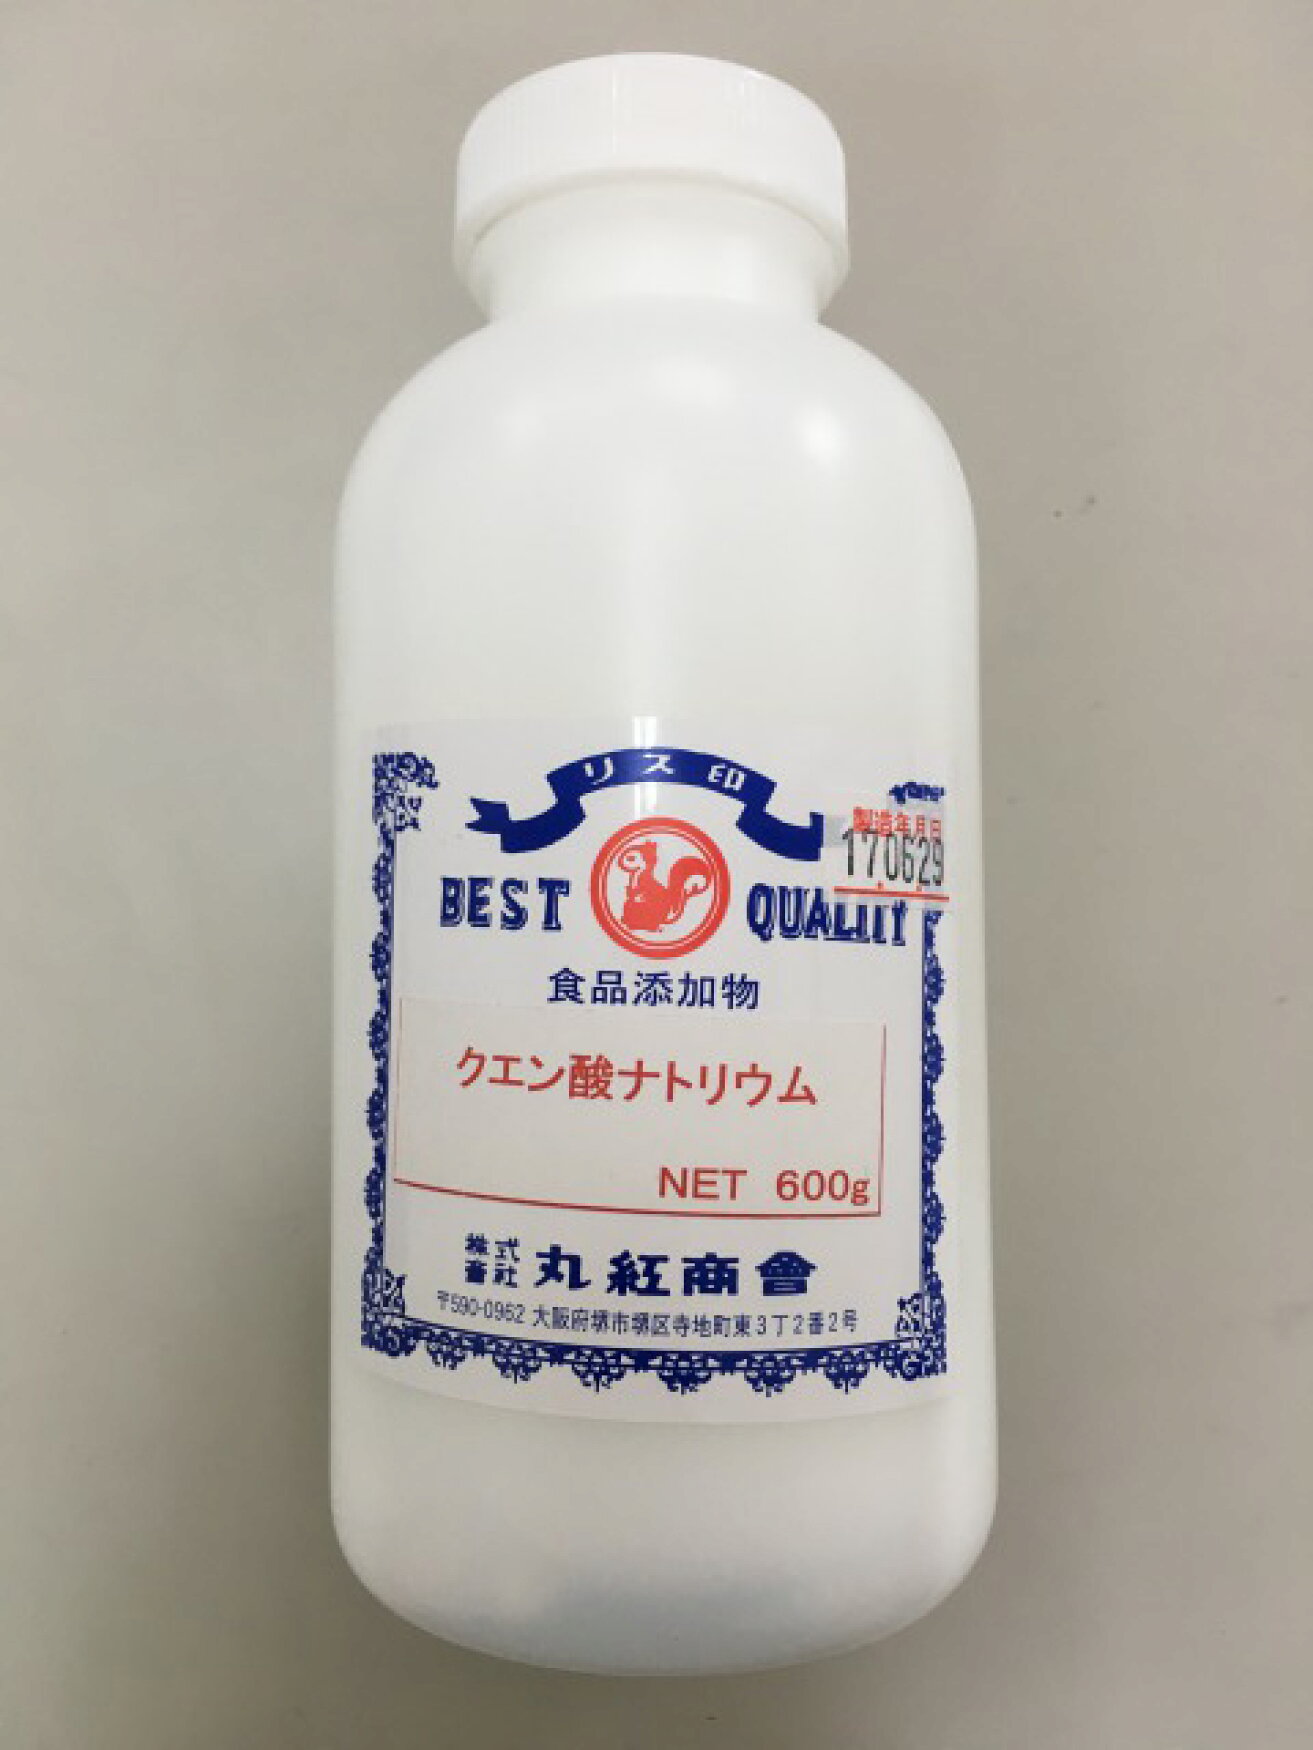 リス印
製造年月日
170629
BEST QUALITY
食品添加物
クエン酸ナトリウム
NET 600g
株式会社 丸紅商會
〒590-0962 大阪府堺市堺区寺地町東3丁2番2号